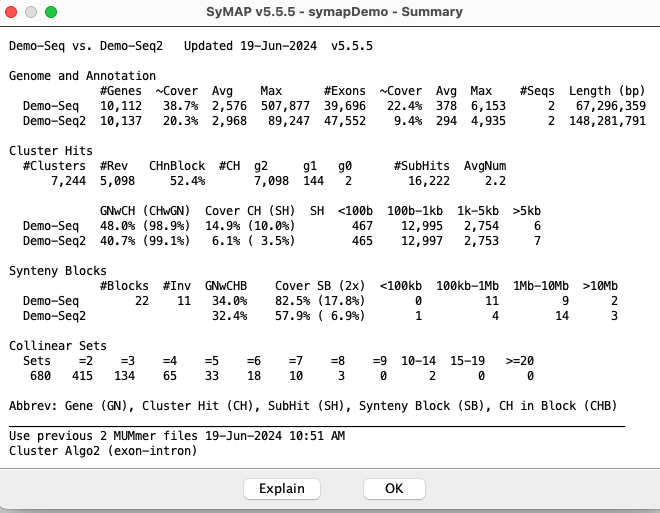 SyMAP v5.5.5 - symapDemo - Summary
Demo-Seq vs. Demo-Seq2   Updated 19-Jun-2024  v5.5.5
Genome and Annotation
             #Genes  ~Cover  Avg    Max      #Exons  ~Cover  Avg  Max    #Seqs  Length (bp)
  Demo-Seq   10,112  38.7%  2,576  507,877  39,696  22.4%  378  6,153      2   67,296,359
  Demo-Seq2  10,137  20.3%  2,968   89,247  47,552   9.4%  294  4,935      2  148,281,791
Cluster Hits
  #Clusters  #Rev   CHnBlock  #CH  g2     g1   g0      #SubHits  AvgNum
      7,244  5,098     52.4%       7,098  144   2        16,222     2.2
             GNwCH (CHwGN)  Cover CH (SH)  SH  <100b  100b-1kb  1k-5kb  >5kb
  Demo-Seq   48.0% (98.9%)  14.9% (10.0%)        467    12,995   2,754     6
  Demo-Seq2  40.7% (99.1%)   6.1% ( 3.5%)        465    12,997   2,753     7
Synteny Blocks
             #Blocks  #Inv  GNwCHB    Cover SB (2x)  <100kb  100kb-1Mb  1Mb-10Mb  >10Mb
  Demo-Seq        22    11   34.0%    82.5% (17.8%)       0         11         9      2
  Demo-Seq2                  32.4%    57.9% ( 6.9%)       1          4        14      3
Collinear Sets
  Sets   =2    =3    =4    =5    =6    =7    =8    =9  10-14  15-19   >=20
   680  415   134    65    33    18    10     3     0      2      0      0
Abbrev: Gene (GN), Cluster Hit (CH), SubHit (SH), Synteny Block (SB), CH in Block (CHB)
Use previous 2 MUMmer files 19-Jun-2024 10:51 AM
Cluster Algo2 (exon-intron)
Explain   OK